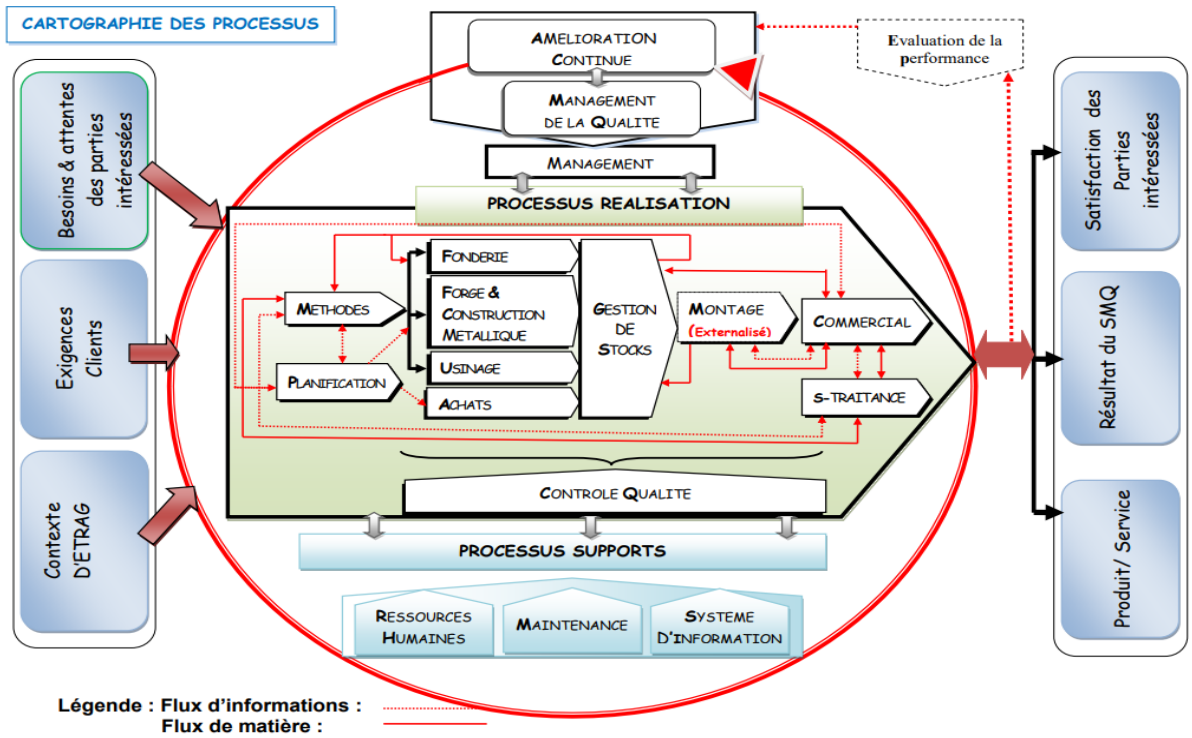 CARTOGRAPHIE DES PROCESSUS
AMELIORATION
CONTINUE
MANAGEMENT
DE LA QUALITE
MANAGEMENT
Evaluation de la
performance
Besoins & attentes
des parties
intéressées
Exigences
Clients
Contexte
D'ETRAG
PROCESSUS REALISATION
METHODES
PLANIFICATION
FONDERIE
FORGE &
CONSTRUCTION
METALLIQUE
USINAGE
ACHATS
GESTION
DE
STOCKS
MONTAGE
(Externalisé)
COMMERCIAL
S-TRAITANCE
CONTROLE QUALITE
PROCESSUS SUPPORTS
RESSOURCES
HUMAINES
MAINTENANCE
SYSTEME
D'INFORMATION
Satisfaction des
Parties
intéressées
Résultat du SMQ
Produit/ Service
Légende : Flux d'informations :
Flux de matière :